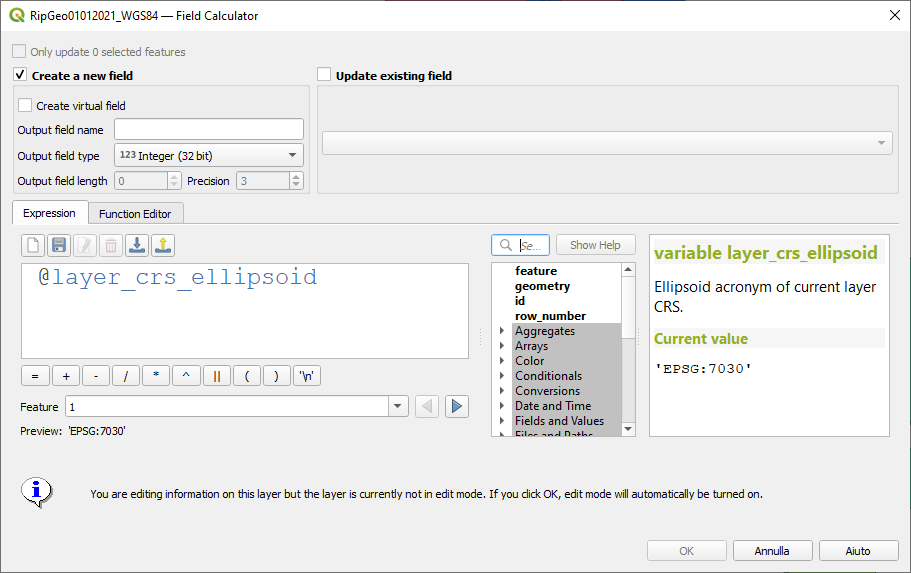 RipGeo01012021_WGS84 — Field Calculator
Only update 0 selected features
Create a new field
Update existing field
Create virtual field
Output field name
Output field type 123 Integer (32 bit)
Output field length 0 Precision 3
Expression Function Editor
Se... Show Help
@layer_crs_ellipsoid
= + - / * ^ || ( ) '\n'
Feature 1
Preview: 'EPSG:7030'
feature
geometry
id
row_number
Aggregates
Arrays
Color
Conditionals
Conversions
Date and Time
Fields and Values
Files and Paths
variable layer_crs_ellipsoid
Ellipsoid acronym of current layer
CRS.
Current value
'EPSG:7030'
You are editing information on this layer but the layer is currently not in edit mode. If you click OK, edit mode will automatically be turned on.
OK Annulla Aiuto